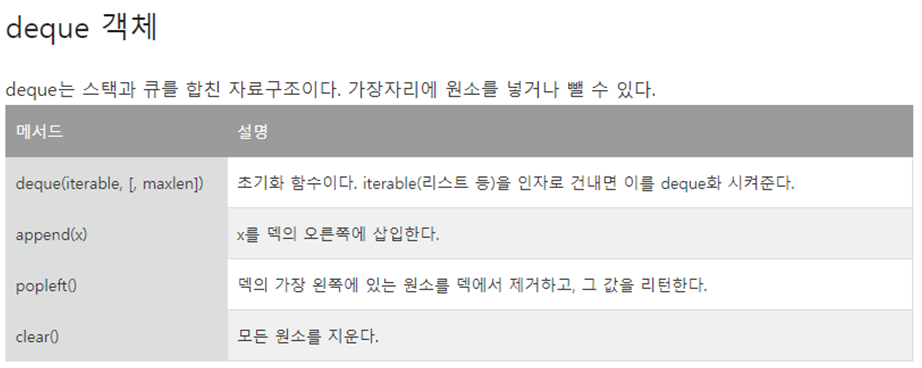 deque 객체
deque는 스택과 큐를 합친 자료구조이다. 가장자리에 원소를 넣거나 뺄 수 있다.
메서드 설명
deque(iterable, [, maxlen]) 초기화 함수이다. iterable(리스트 등)을 인자로 건내면 이를 deque화 시켜준다.
append(x) x를 덱의 오른쪽에 삽입한다.
popleft() 덱의 가장 왼쪽에 있는 원소를 덱에서 제거하고, 그 값을 리턴한다.
clear() 모든 원소를 지운다.